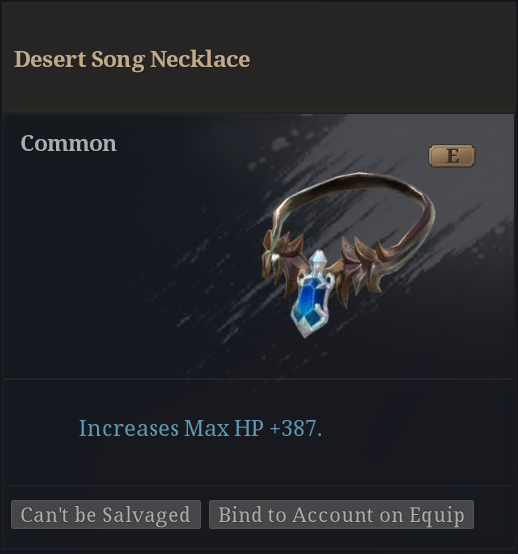 Desert Song Necklace
Common
E
Increases Max HP +387.
Can't be Salvaged
Bind to Account on Equip